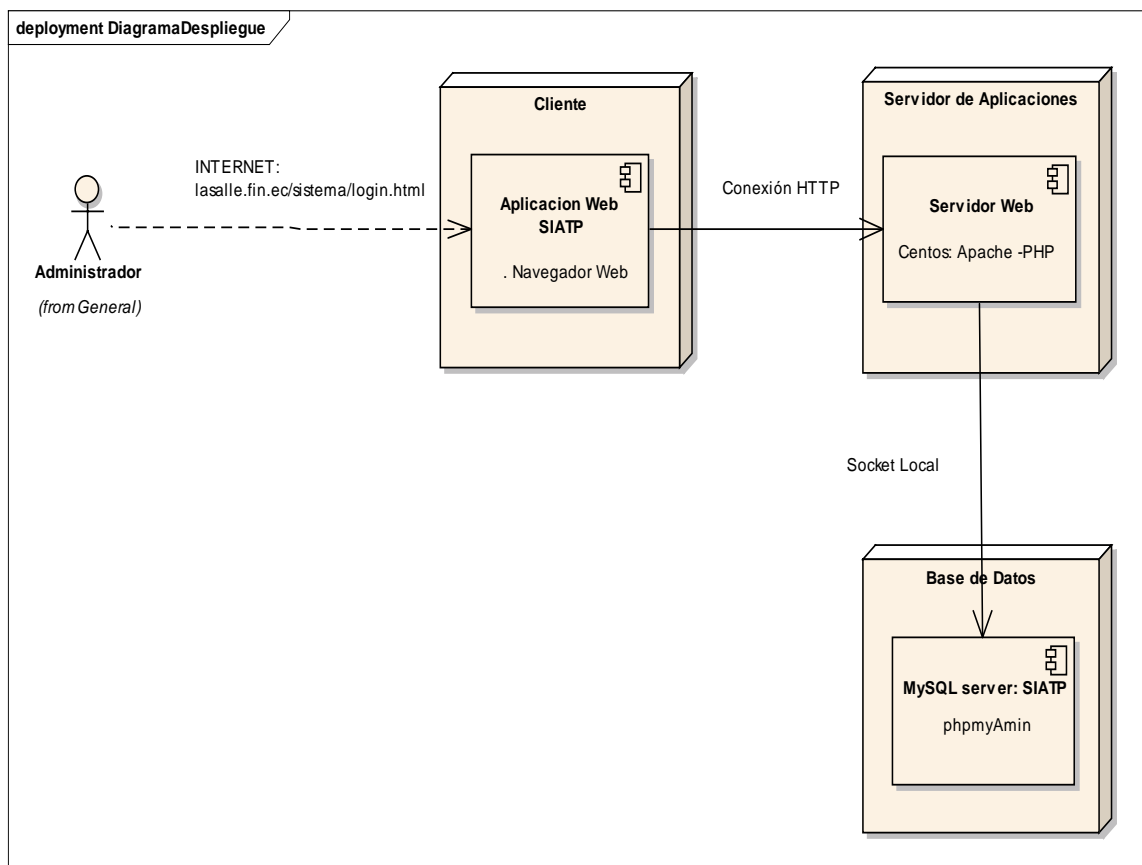 deployment DiagramaDespliegue
Cliente
Servidor de Aplicaciones
INTERNET:
lasalle.fin.ec/sistema/login.html
Aplicacion Web
SIATP
. Navegador Web
Conexión HTTP
Servidor Web
Centos: Apache -PHP
Administrador
(from General)
Socket Local
Base de Datos
MySQL server: SIATP
phpmyAmin